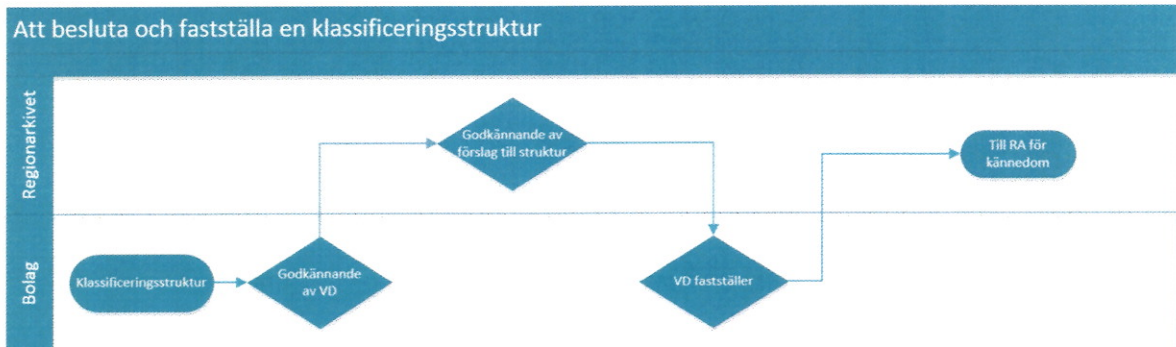 Att besluta och fastställa en klassificeringsstruktur
Regionarkivet
Godkännande av
förslag till struktur
Till RA för
kännedom
Bolag
Klassificeringsstruktur
Godkännande
av VD
VD fastställer